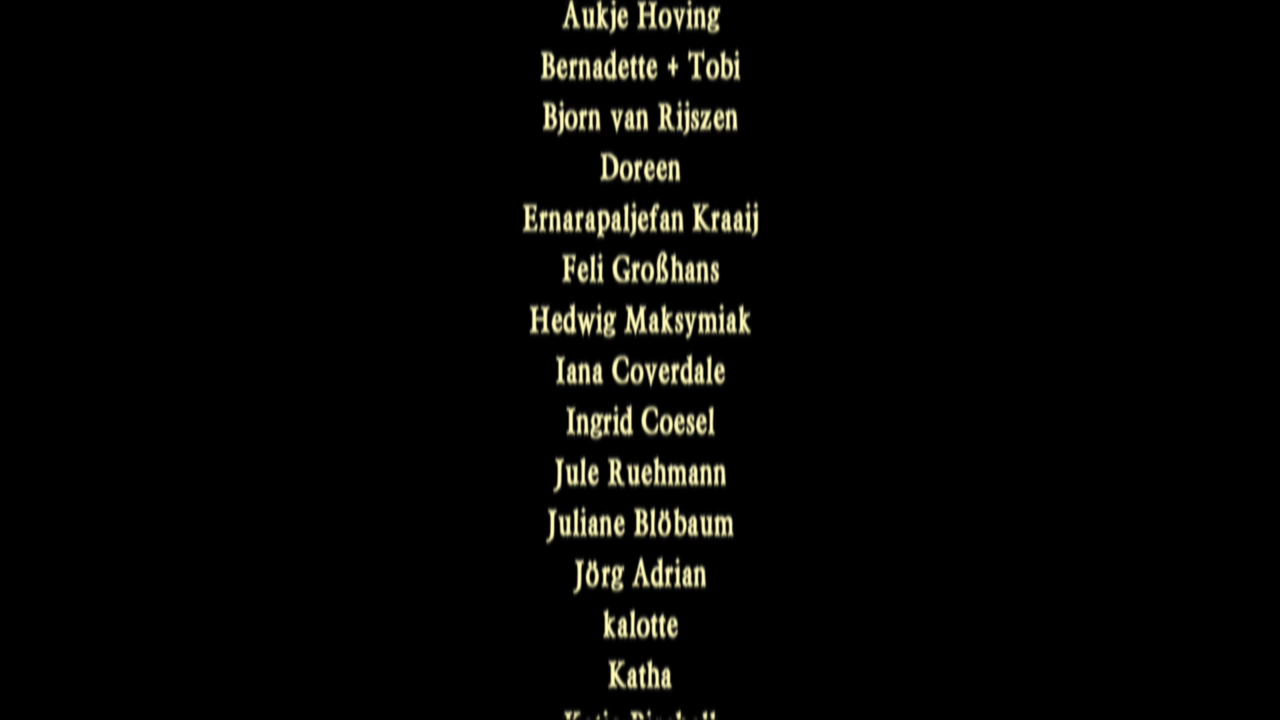 Aukje Hoving
Bernadette + Tobi
Bjorn van Rijszen
Doreen
Ernarapaljefan Kraaij
Feli Großhans
Hedwig Maksymiak
Iana Coverdale
Ingrid Coesel
Jule Ruehmann
Juliane Blöbaum
Jörg Adrian
kalotte
Katha